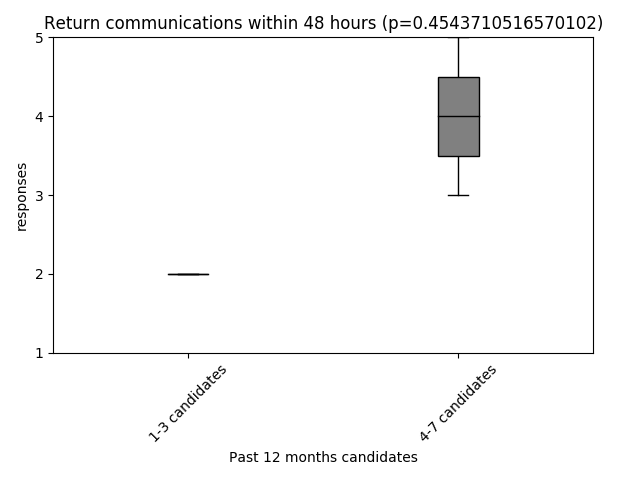 Return communications within 48 hours (p=0.4543710516570102)
5
4
3
2
1
responses
1-3 candidates
4-7 candidates
Past 12 months candidates